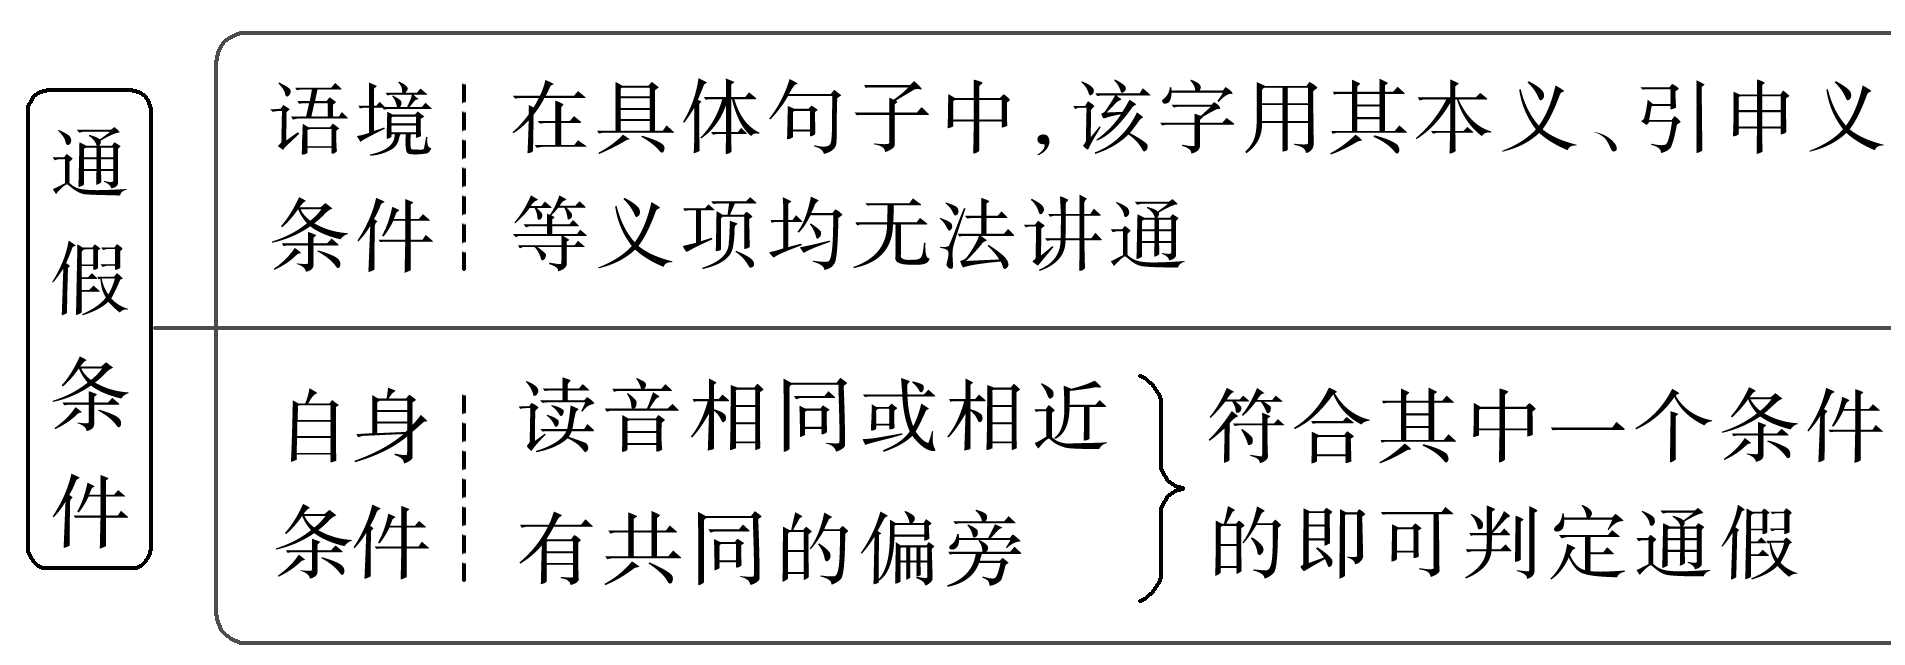 通假条件
语境条件
在具体句子中,该字用其本义、引申义
等义项均无法讲通
自身条件
读音相同或相近
有共同的偏旁
符合其中一个条件
的即可判定通假